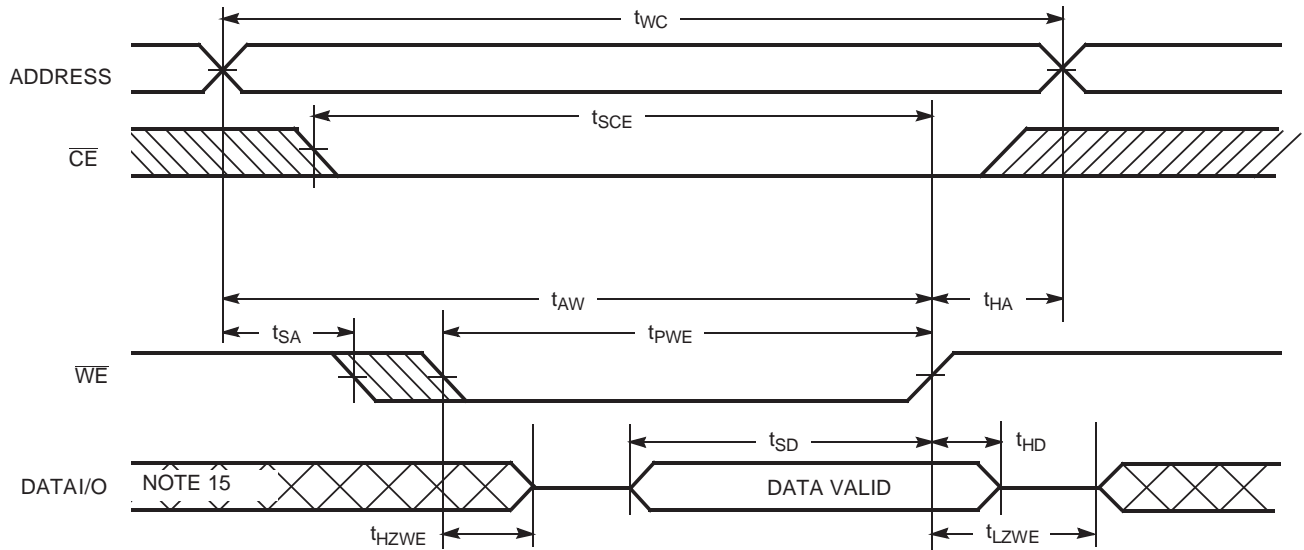 tWC
ADDRESS
tSCE
CE
tAW
tHA
tSA
tPWE
WE
tSD
tHD
DATAI/O
NOTE 15
DATA VALID
tHZWE
tLZWE